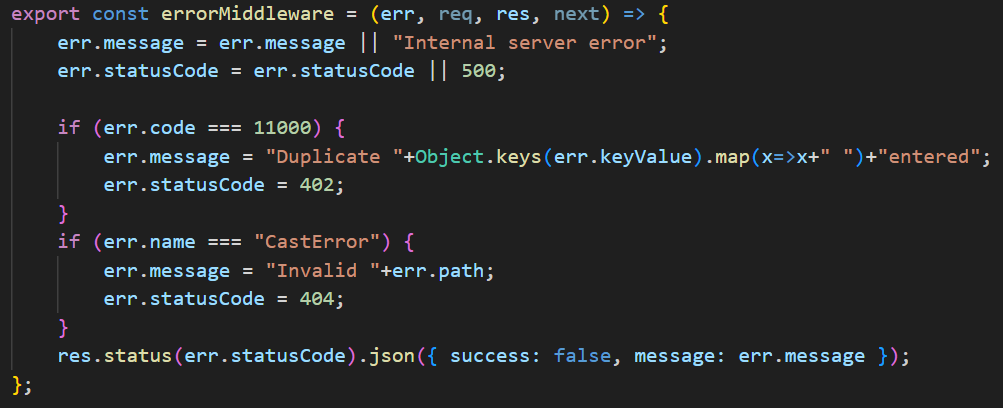 export const errorMiddleware = (err, req, res, next) => {
    err.message = err.message || "Internal server error";
    err.statusCode = err.statusCode || 500;

    if (err.code === 11000) {
        err.message = "Duplicate "+Object.keys(err.keyValue).map(x=>x+" ")+"entered";
        err.statusCode = 402;
    }
    if (err.name === "CastError") {
        err.message = "Invalid "+err.path;
        err.statusCode = 404;
    }
    res.status(err.statusCode).json({ success: false, message: err.message });
};